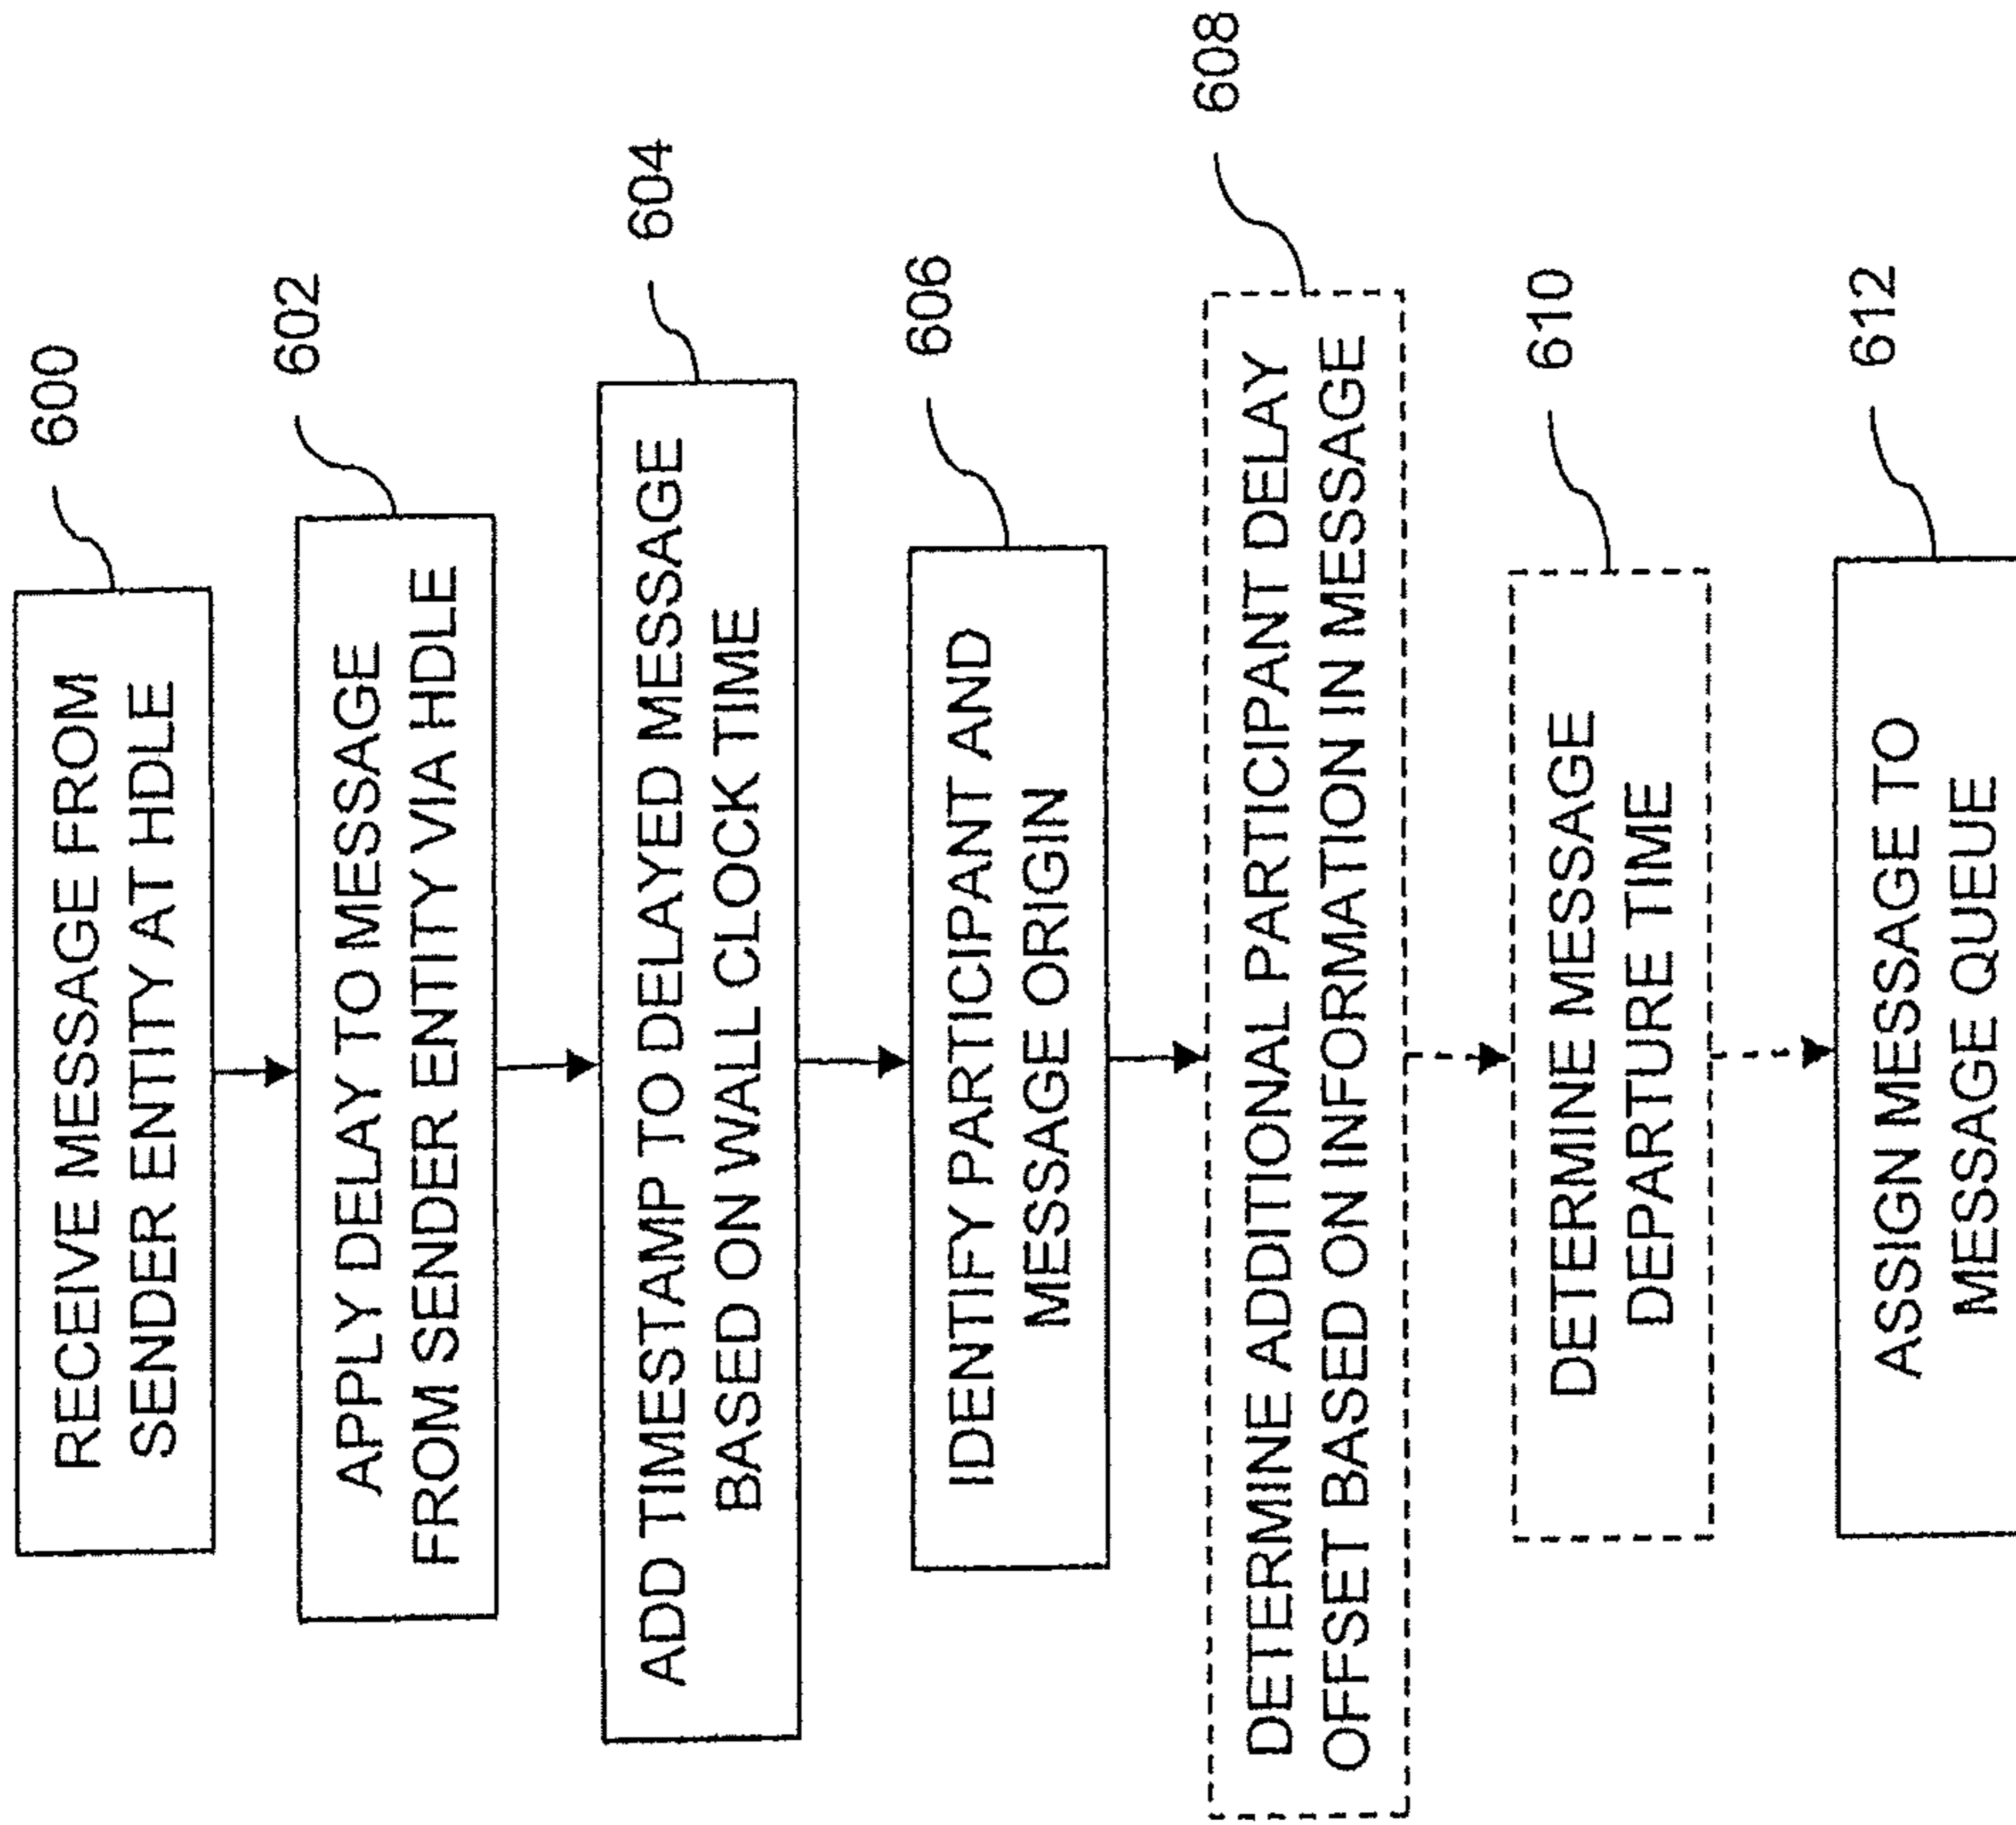 600
RECEIVE MESSAGE FROM
SENDER ENTITY AT HDLE
602
APPLY DELAY TO MESSAGE
FROM SENDER ENTITY VIA HDLE
604
ADD TIMESTAMP TO DELAYED MESSAGE
BASED ON WALL CLOCK TIME
606
IDENTIFY PARTICIPANT AND
MESSAGE ORIGIN
608
DETERMINE ADDITIONAL PARTICIPANT DELAY
OFFSET BASED ON INFORMATION IN MESSAGE
610
DETERMINE MESSAGE
DEPARTURE TIME
612
ASSIGN MESSAGE TO
MESSAGE QUEUE